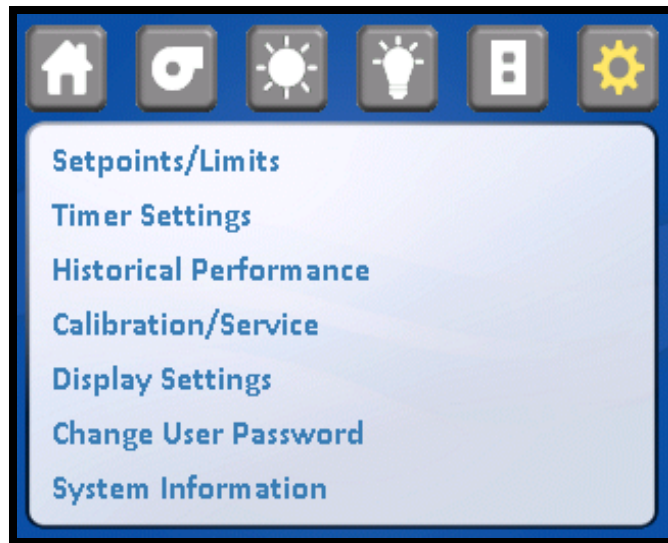 Setpoints/Limits
Timer Settings
Historical Performance
Calibration/Service
Display Settings
Change User Password
System Information